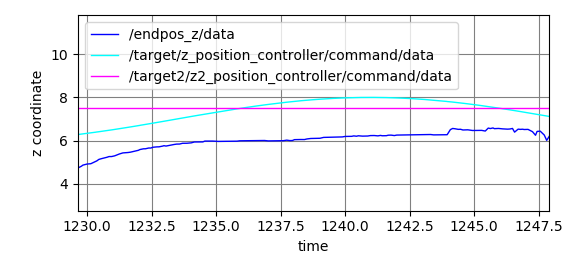 /endpos_z/data
/target/z_position_controller/command/data
/target2/z2_position_controller/command/data
10
8
6
4
z coordinate
1230.0 1232.5 1235.0 1237.5 1240.0 1242.5 1245.0 1247.5
time